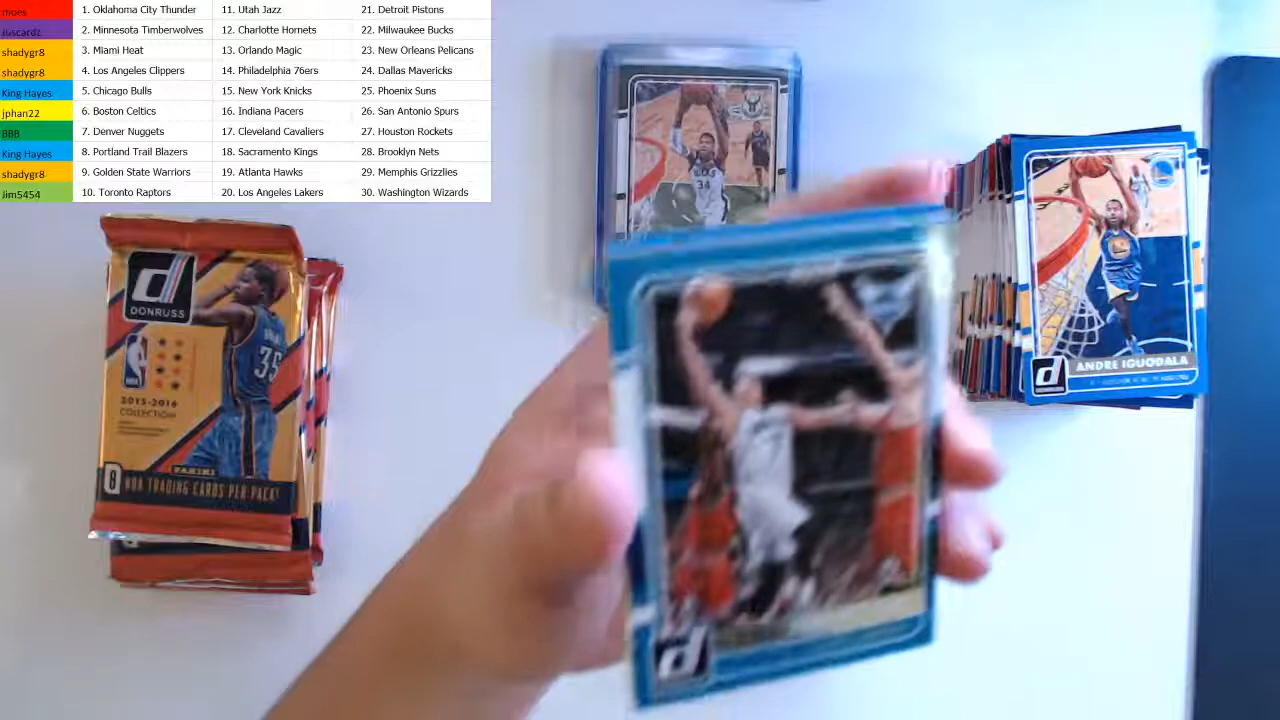 moes 1. Oklahoma City Thunder 11. Utah Jazz 21. Detroit Pistons
juscardz 2. Minnesota Timberwolves 12. Charlotte Hornets 22. Milwaukee Bucks
shadygr8 3. Miami Heat 13. Orlando Magic 23. New Orleans Pelicans
shadygr8 4. Los Angeles Clippers 14. Philadelphia 76ers 24. Dallas Mavericks
King Hayes 5. Chicago Bulls 15. New York Knicks 25. Phoenix Suns
jphan22 6. Boston Celtics 16. Indiana Pacers 26. San Antonio Spurs
BBB 7. Denver Nuggets 17. Cleveland Cavaliers 27. Houston Rockets
King Hayes 8. Portland Trail Blazers 18. Sacramento Kings 28. Brooklyn Nets
shadygr8 9. Golden State Warriors 19. Atlanta Hawks 29. Memphis Grizzlies
Jim5454 10. Toronto Raptors 20. Los Angeles Lakers 30. Washington Wizards
d
DONRUSS
35
NBA
2015-2016
COLLECTION
PANINI
8 NBA TRADING CARDS PER PACK!
BUCKS
34
d
ANDRE IGUODALA
d